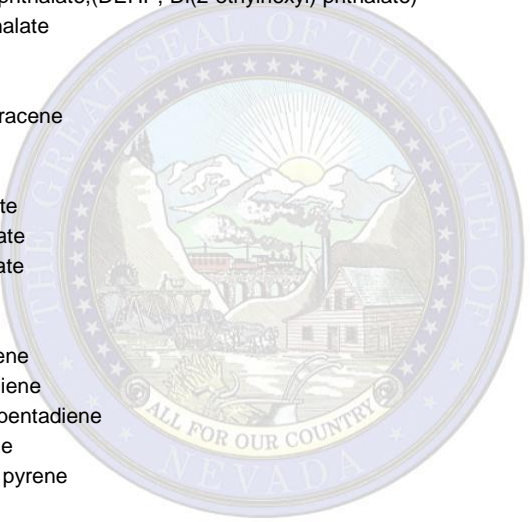 phthalate,(DEHP; Di(2-ethylhexyl) phthalate)
halate
racene
te
ate
ate
ene
iene
pentadiene
e
pyrene
THE GREAT SEAL OF THE STATE OF
NEVADA
ALL FOR OUR COUNTRY